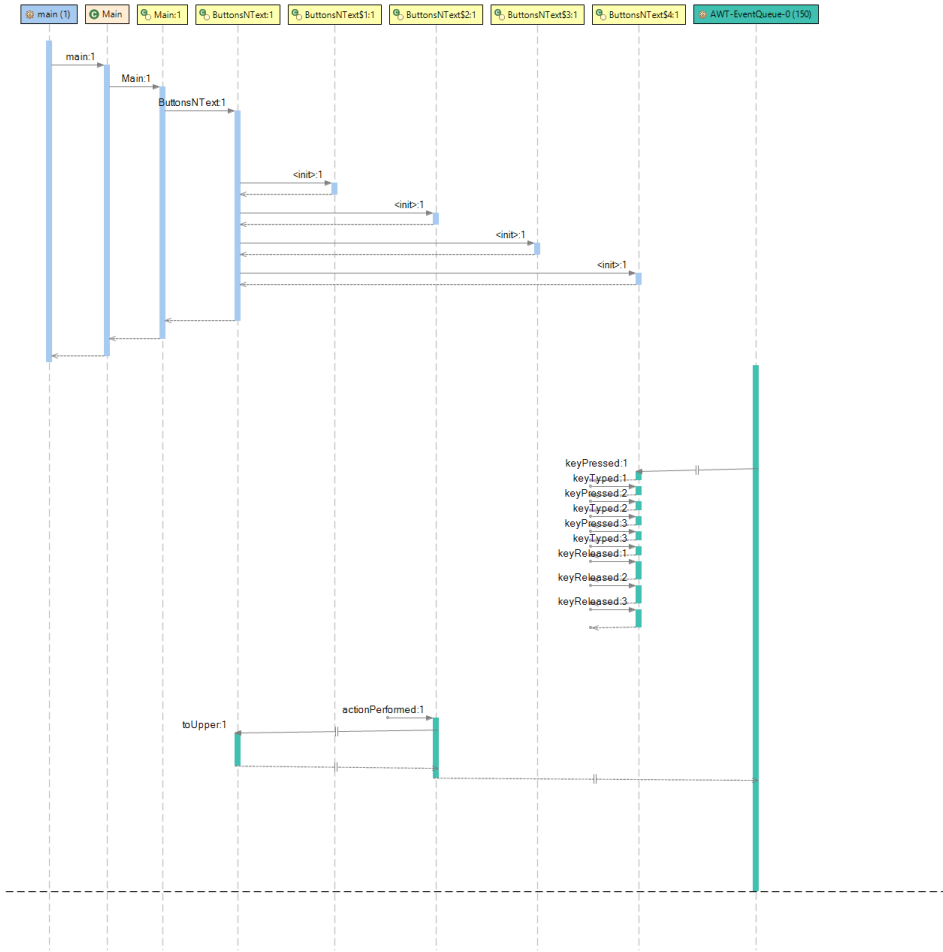 main (1)
Main
Main:1
ButtonsNText:1
ButtonsNText$1:1
ButtonsNText$2:1
ButtonsNText$3:1
ButtonsNText$4:1
AWT-EventQueue-0 (150)
main:1
Main:1
ButtonsNText:1
<init>:1
<init>:1
<init>:1
<init>:1
keyPressed:1
keyTyped:1
keyPressed:2
keyTyped:2
keyPressed:3
keyTyped:3
keyReleased:1
keyReleased:2
keyReleased:3
actionPerformed:1
toUpper:1